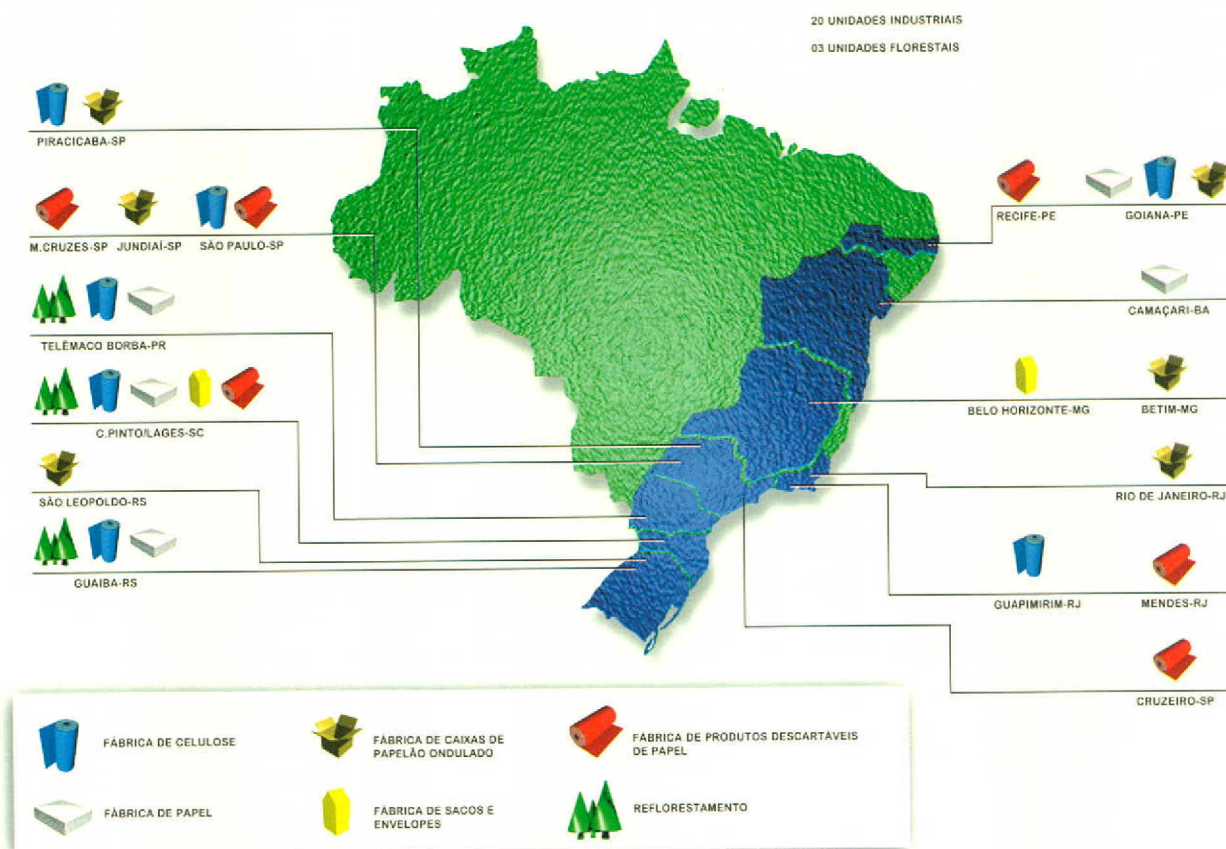 20 UNIDADES INDUSTRIAIS
03 UNIDADES FLORESTAIS
PIRACICABA-SP
M.CRUZES-SP JUNDIAÍ-SP SÃO PAULO-SP
TELÊMACO BORBA-PR
C.PINTO/LAGES-SC
SÃO LEOPOLDO-RS
GUAIBA-RS
RECIFE-PE GOIANA-PE
CAMAÇARI-BA
BELO HORIZONTE-MG BETIM-MG
RIO DE JANEIRO-RJ
GUAPIMIRIM-RJ MENDES-RJ
CRUZEIRO-SP
FÁBRICA DE CELULOSE
FÁBRICA DE CAIXAS DE
PAPELÃO ONDULADO
FÁBRICA DE PRODUTOS DESCARTÁVEIS
DE PAPEL
FÁBRICA DE PAPEL
FÁBRICA DE SACOS E
ENVELOPES
REFLORESTAMENTO